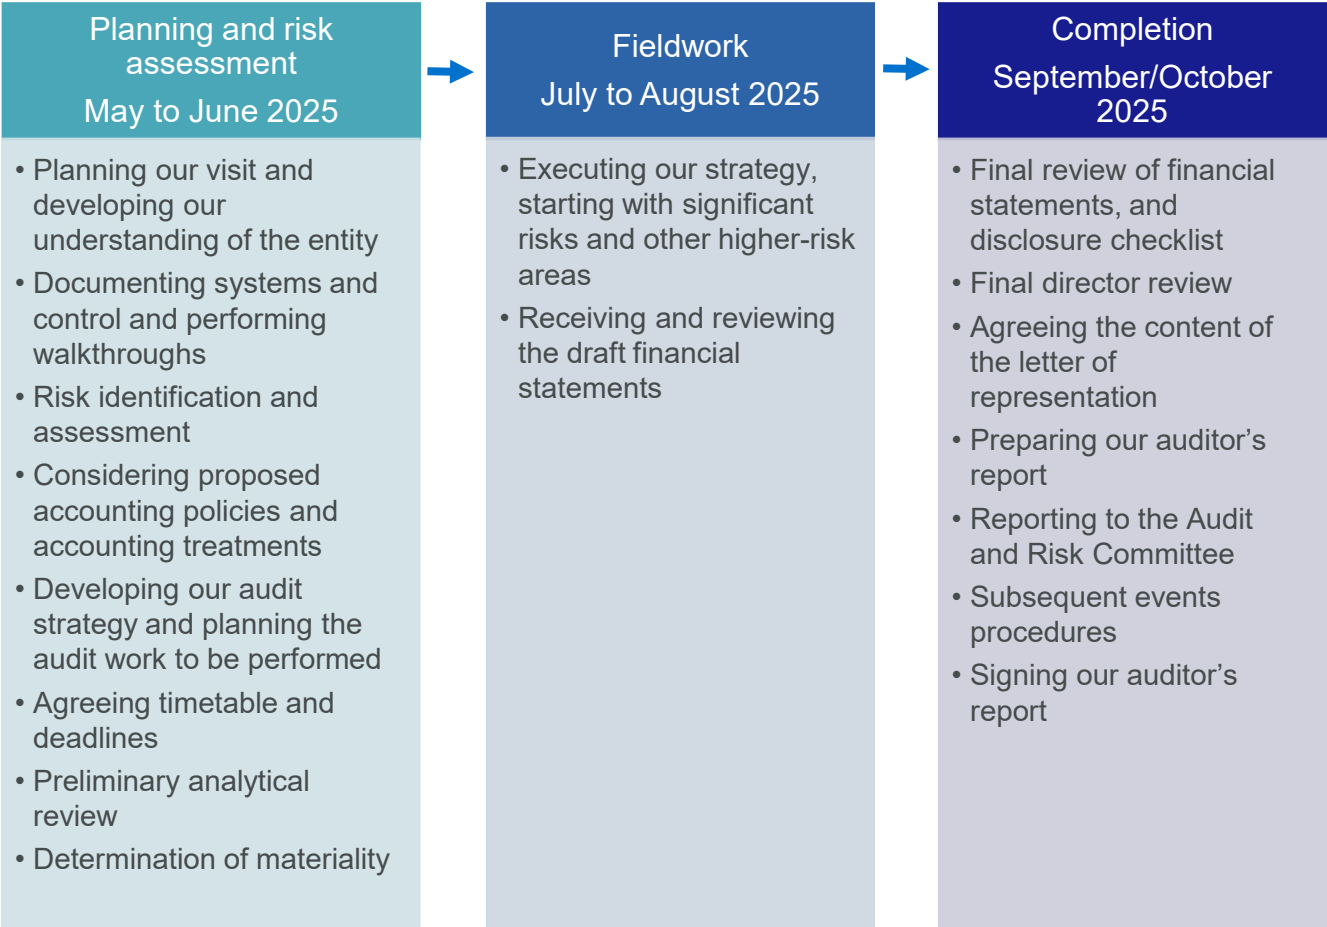 Planning and risk
assessment
May to June 2025
• Planning our visit and
developing our
understanding of the entity
• Documenting systems and
control and performing
walkthroughs
• Risk identification and
assessment
• Considering proposed
accounting policies and
accounting treatments
• Developing our audit
strategy and planning the
audit work to be performed
• Agreeing timetable and
deadlines
• Preliminary analytical
review
• Determination of materiality
Fieldwork
July to August 2025
• Executing our strategy,
starting with significant
risks and other higher-risk
areas
• Receiving and reviewing
the draft financial
statements
Completion
September/October
2025
• Final review of financial
statements, and
disclosure checklist
• Final director review
• Agreeing the content of
the letter of
representation
• Preparing our auditor’s
report
• Reporting to the Audit
and Risk Committee
• Subsequent events
procedures
• Signing our auditor’s
report